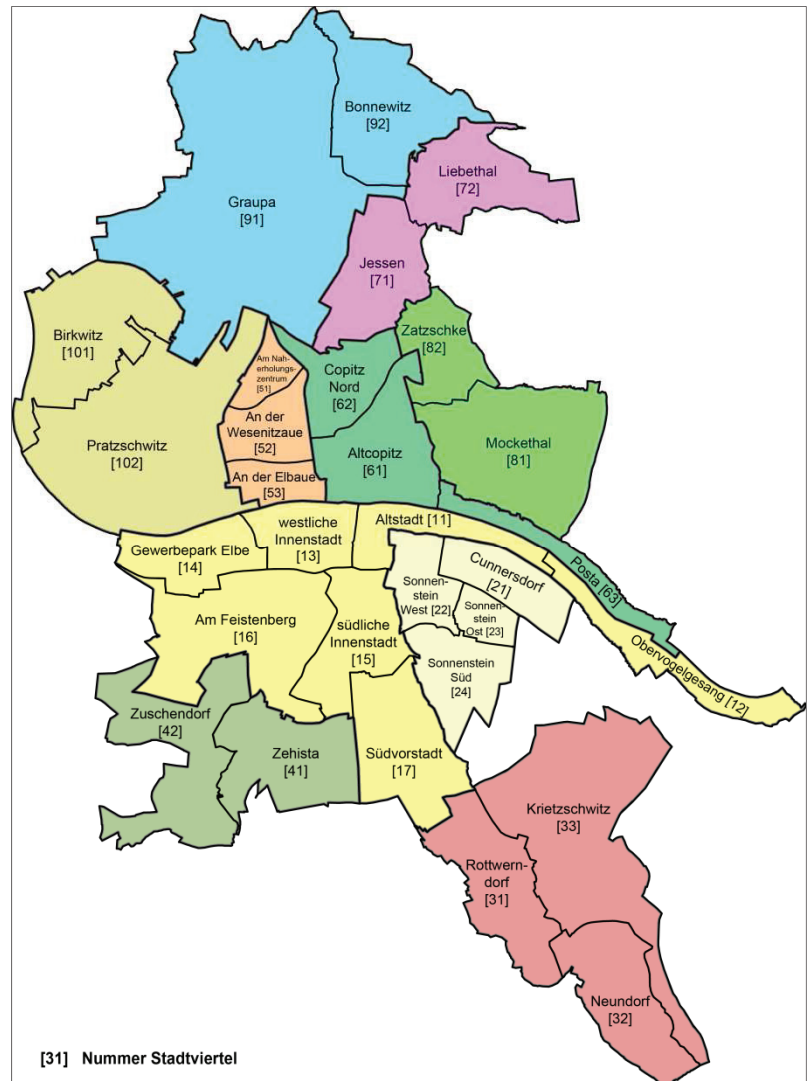 Bonnewitz
[92]
Liebethal
[72]
Graupa
[91]
Jessen
[71]
Birkwitz
[101]
Zatzschke
[82]
Am Nah-
erholungs-
zentrum
[51]
Copitz
Nord
[62]
An der
Wesenitzaue
[52]
Pratzschwitz
[102]
Altcopitz
[61]
Mockethal
[81]
An der Elbaue
[53]
westliche
Innenstadt
[13]
Altstadt [11]
Gewerbepark Elbe
[14]
Cunnersdorf
[21]
Posta [63]
Sonnen-
stein
West [22]
Sonnen-
stein
Ost [23]
Am Feistenberg
[16]
südliche
Innenstadt
[15]
Sonnenstein
Süd
[24]
Obervogelgesang [12]
Zuschendorf
[42]
Zehista
[41]
Südvorstadt
[17]
Krietzschwitz
[33]
Rottwern-
dorf
[31]
Neundorf
[32]
[31] Nummer Stadtviertel